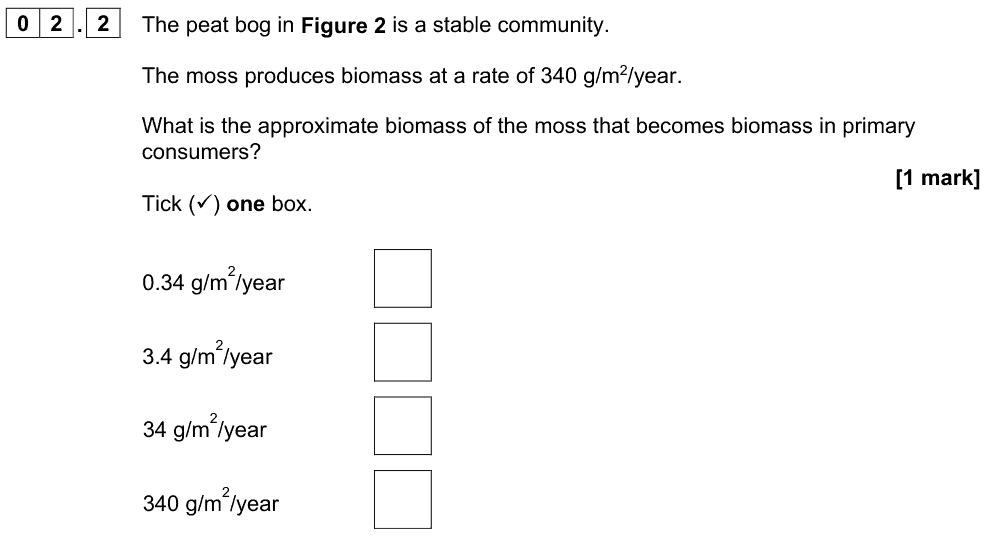 02.2 The peat bog in Figure 2 is a stable community.
The moss produces biomass at a rate of 340 g/m²/year.
What is the approximate biomass of the moss that becomes biomass in primary
consumers?
[1 mark]
Tick (✓) one box.
0.34 g/m²/year
3.4 g/m²/year
34 g/m²/year
340 g/m²/year